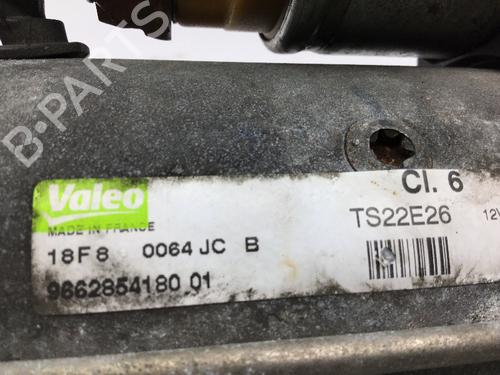 B-PARTS
Cl. 6
Valeo
TS22E26 12V
MADE IN FRANCE
18F8 0064 JC B
9662854180 01